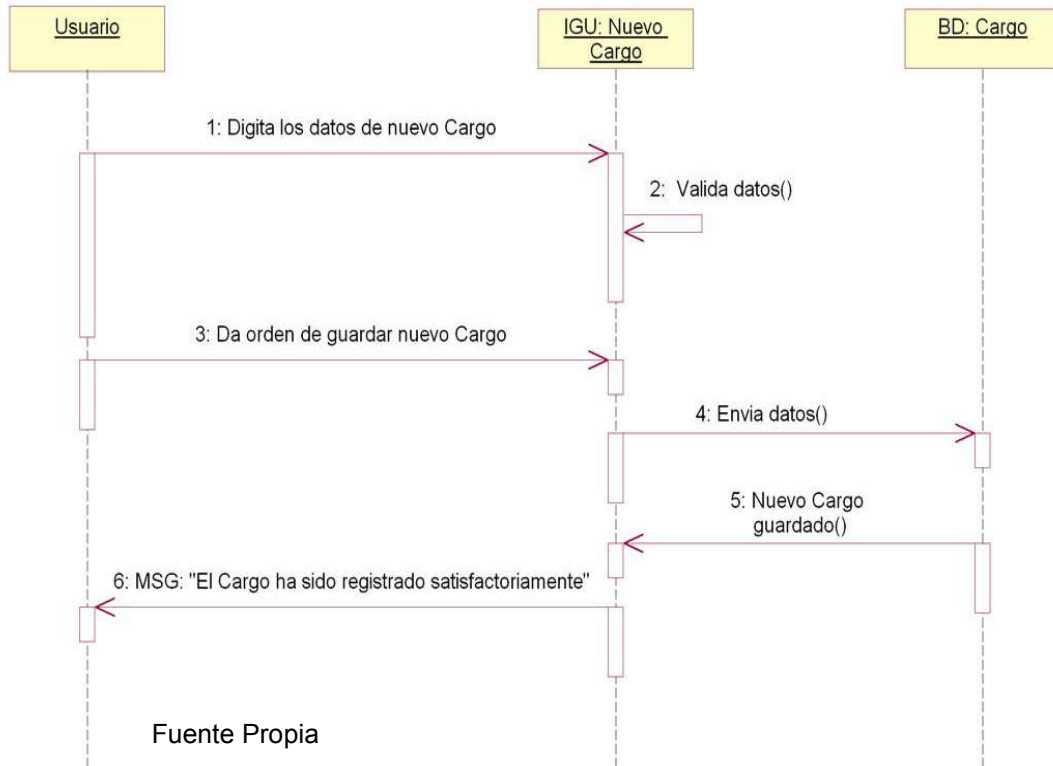 Usuario
IGU: Nuevo
Cargo
BD: Cargo
1: Digita los datos de nuevo Cargo
2: Valida datos()
3: Da orden de guardar nuevo Cargo
4: Envia datos()
5: Nuevo Cargo
guardado()
6: MSG: "El Cargo ha sido registrado satisfactoriamente"
Fuente Propia